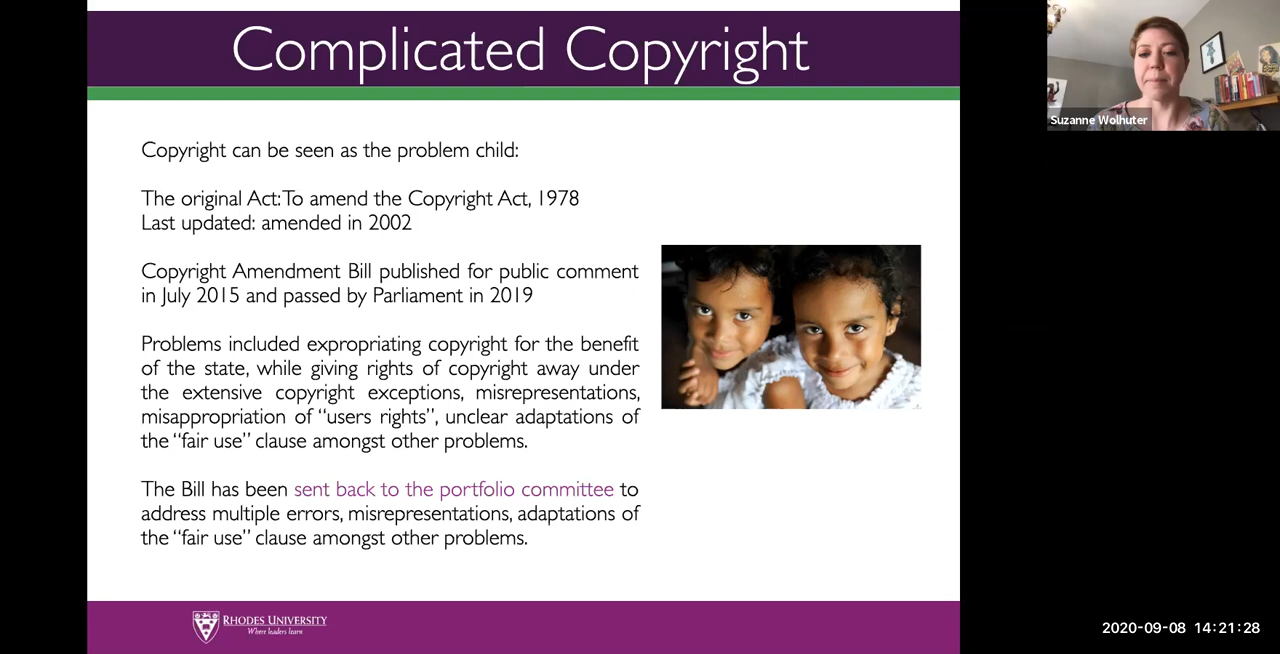 Complicated Copyright
Suzanne Wolhuter
Copyright can be seen as the problem child:
The original Act: To amend the Copyright Act, 1978
Last updated: amended in 2002
Copyright Amendment Bill published for public comment
in July 2015 and passed by Parliament in 2019
Problems included expropriating copyright for the benefit
of the state, while giving rights of copyright away under
the extensive copyright exceptions, misrepresentations,
misappropriation of “users rights”, unclear adaptations of
the “fair use” clause amongst other problems.
The Bill has been sent back to the portfolio committee to
address multiple errors, misrepresentations, adaptations of
the “fair use” clause amongst other problems.
RHODES UNIVERSITY
Where leaders learn
2020-09-08 14:21:28